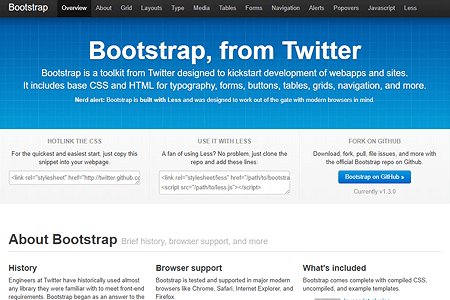 Bootstrap Overview About Grid Layouts Type Media Tables Forms Navigation Alerts Popovers Javascript Less
Bootstrap, from Twitter
Bootstrap is a toolkit from Twitter designed to kickstart development of webapps and sites.
It includes base CSS and HTML for typography, forms, buttons, tables, grids, navigation, and more.
Nerd alert: Bootstrap is built with Less and was designed to work out of the gate with modern browsers in mind.
HOTLINK THE CSS
For the quickest and easiest start, just copy this
snippet into your webpage.
<link rel="stylesheet" href="http://twitter.github.c
USE IT WITH LESS
A fan of using Less? No problem, just clone the
repo and add these lines:
<link rel="stylesheet/less" href="/path/to/bootstra
<script src="/path/to/less.js"></script>
FORK ON GITHUB
Download, fork, pull, file issues, and more with
the official Bootstrap repo on Github.
Bootstrap on GitHub »
Currently v1.3.0
About Bootstrap Brief history, browser support, and more
History
Engineers at Twitter have historically used almost
any library they were familiar with to meet front-end
requirements. Bootstrap began as an answer to the
Browser support
Bootstrap is tested and supported in major modern
browsers like Chrome, Safari, Internet Explorer, and
Firefox.
What's included
Bootstrap comes complete with compiled CSS,
uncompiled, and example templates.